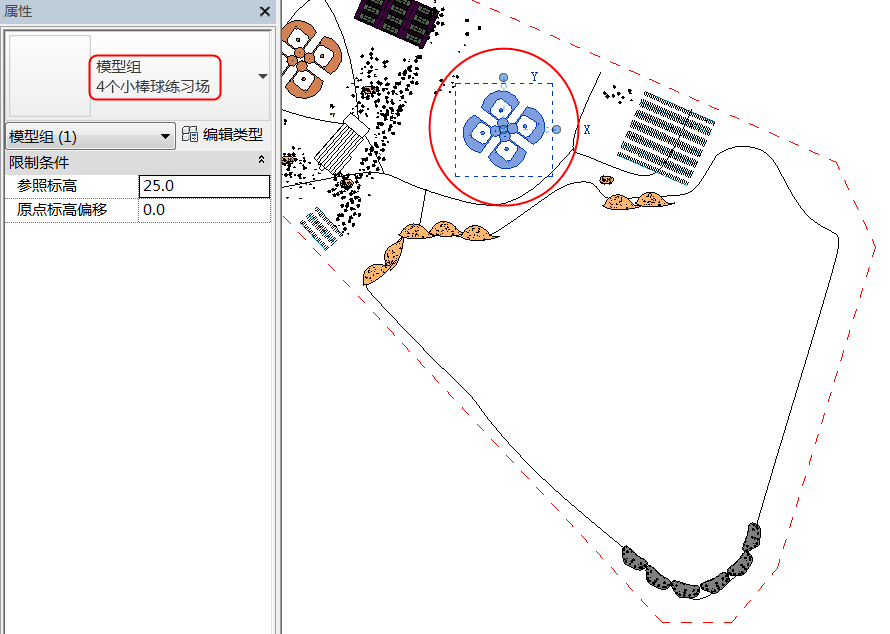 属性
模型组
4个小棒球练习场
模型组 (1)
编辑类型
限制条件
参照标高 25.0
原点标高偏移 0.0
Y
X